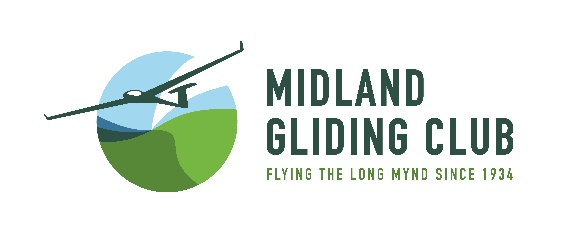 MIDLAND
GLIDING CLUB
FLYING THE LONG MYND SINCE 1934